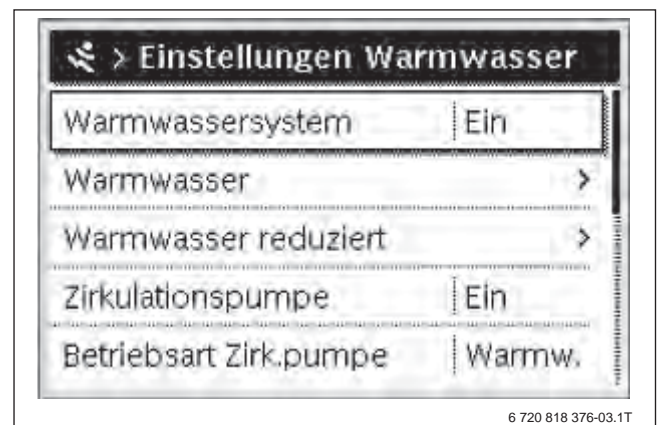 > Einstellungen Warmwasser
Warmwassersystem Ein
Warmwasser >
Warmwasser reduziert >
Zirkulationspumpe Ein
Betriebsart Zirk.pumpe Warmw.
6 720 818 376-03.1T